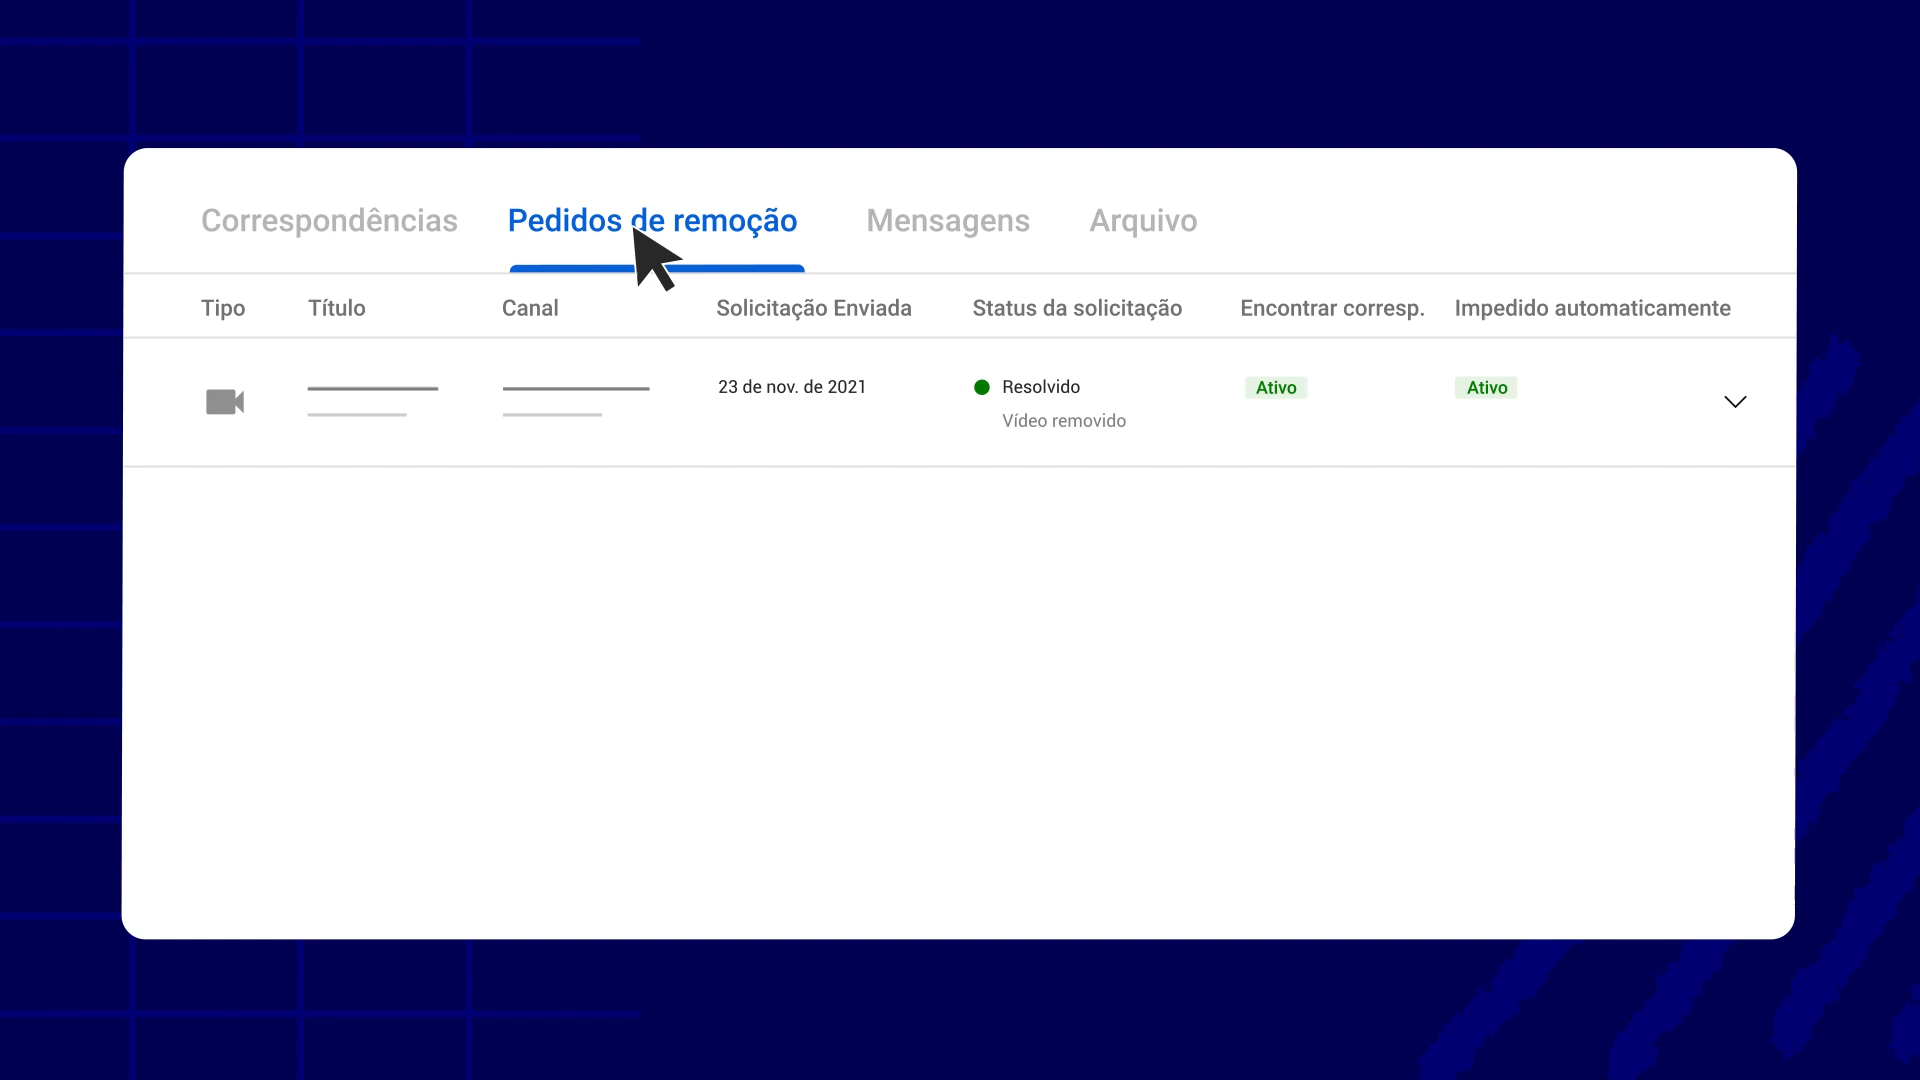 Correspondências Pedidos de remoção Mensagens Arquivo
Tipo Título Canal Solicitação Enviada Status da solicitação Encontrar corresp. Impedido automaticamente
23 de nov. de 2021 Resolvido Ativo Ativo
Vídeo removido